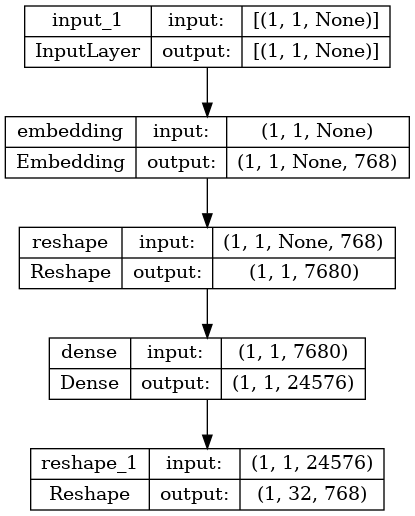 input_1 input: [(1, 1, None)]
InputLayer output: [(1, 1, None)]
embedding input: (1, 1, None)
Embedding output: (1, 1, None, 768)
reshape input: (1, 1, None, 768)
Reshape output: (1, 1, 7680)
dense input: (1, 1, 7680)
Dense output: (1, 1, 24576)
reshape_1 input: (1, 1, 24576)
Reshape output: (1, 32, 768)